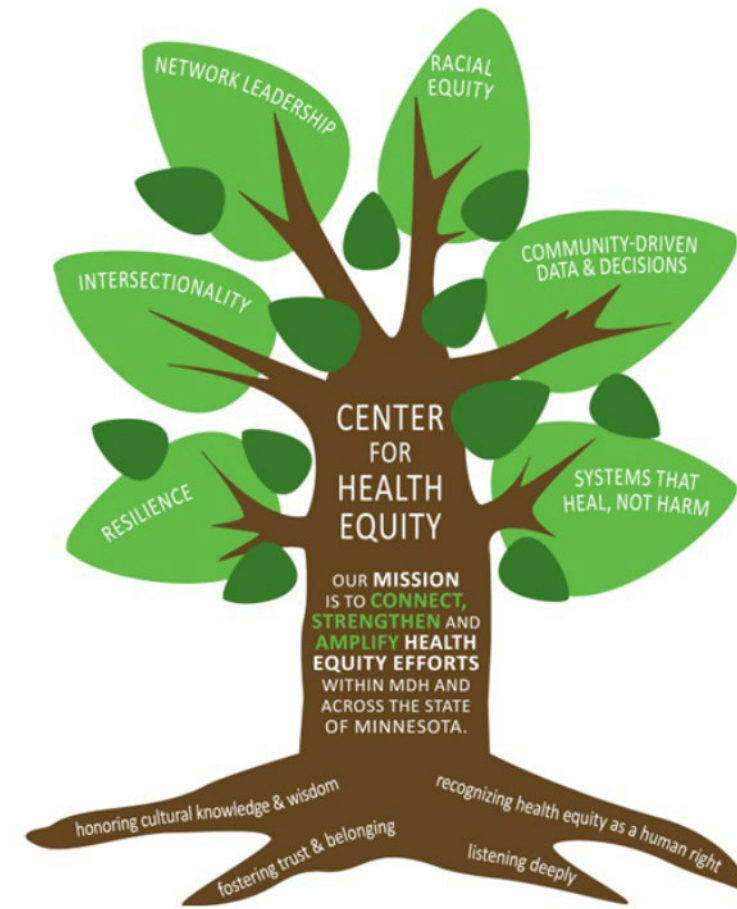 NETWORK LEADERSHIP
RACIAL
EQUITY
INTERSECTIONALITY
COMMUNITY-DRIVEN
DATA & DECISIONS
RESILIENCE
SYSTEMS THAT
HEAL, NOT HARM
CENTER
FOR
HEALTH
EQUITY
OUR MISSION
IS TO CONNECT,
STRENGTHEN AND
AMPLIFY HEALTH
EQUITY EFFORTS
WITHIN MDH AND
ACROSS THE STATE
OF MINNESOTA.
honoring cultural knowledge & wisdom
fostering trust & belonging
listening deeply
recognizing health equity as a human right